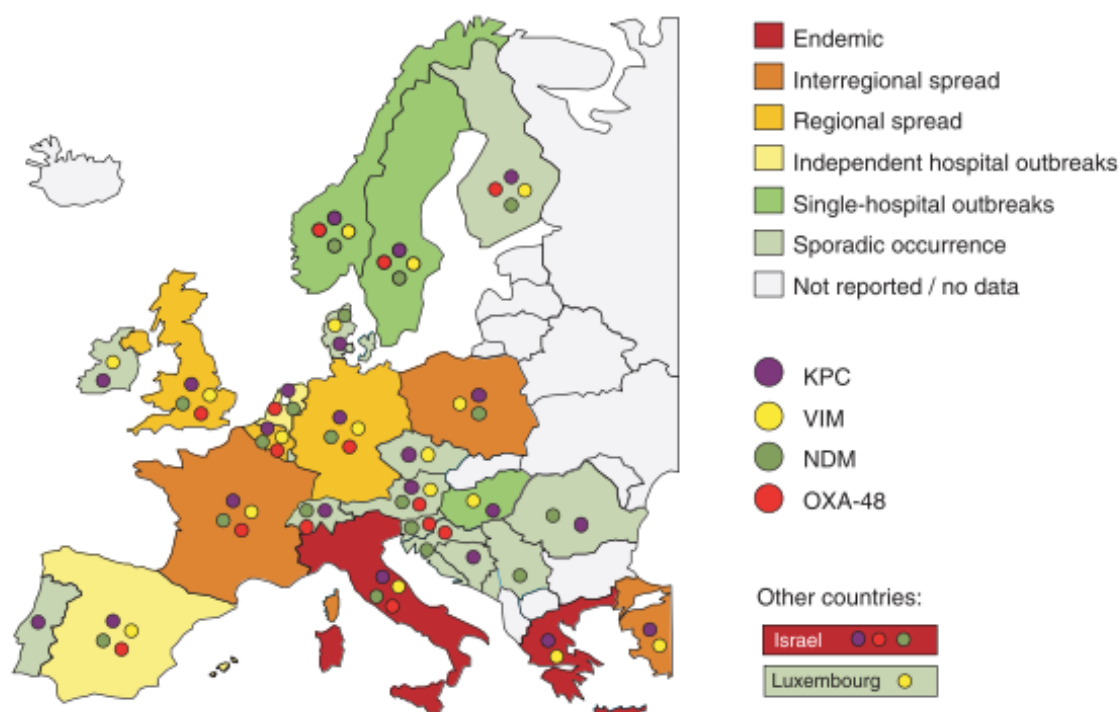 Endemic
Interregional spread
Regional spread
Independent hospital outbreaks
Single-hospital outbreaks
Sporadic occurrence
Not reported / no data
KPC
VIM
NDM
OXA-48
Other countries:
Israel
Luxembourg